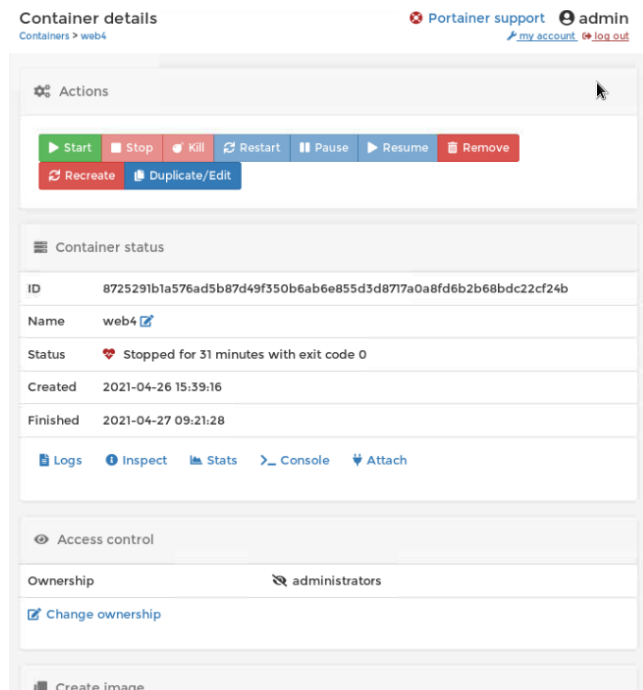 Container details
Portainer support admin
Containers > web4
my account log out
Actions
Start Stop Kill Restart Pause Resume Remove
Recreate Duplicate/Edit
Container status
ID 8725291b1a576ad5b87d49f350b6ab6e855d3d8717a0a8fd6b2b68bdc22cf24b
Name web4
Status Stopped for 31 minutes with exit code 0
Created 2021-04-26 15:39:16
Finished 2021-04-27 09:21:28
Logs Inspect Stats >_ Console Attach
Access control
Ownership administrators
Change ownership
Create image